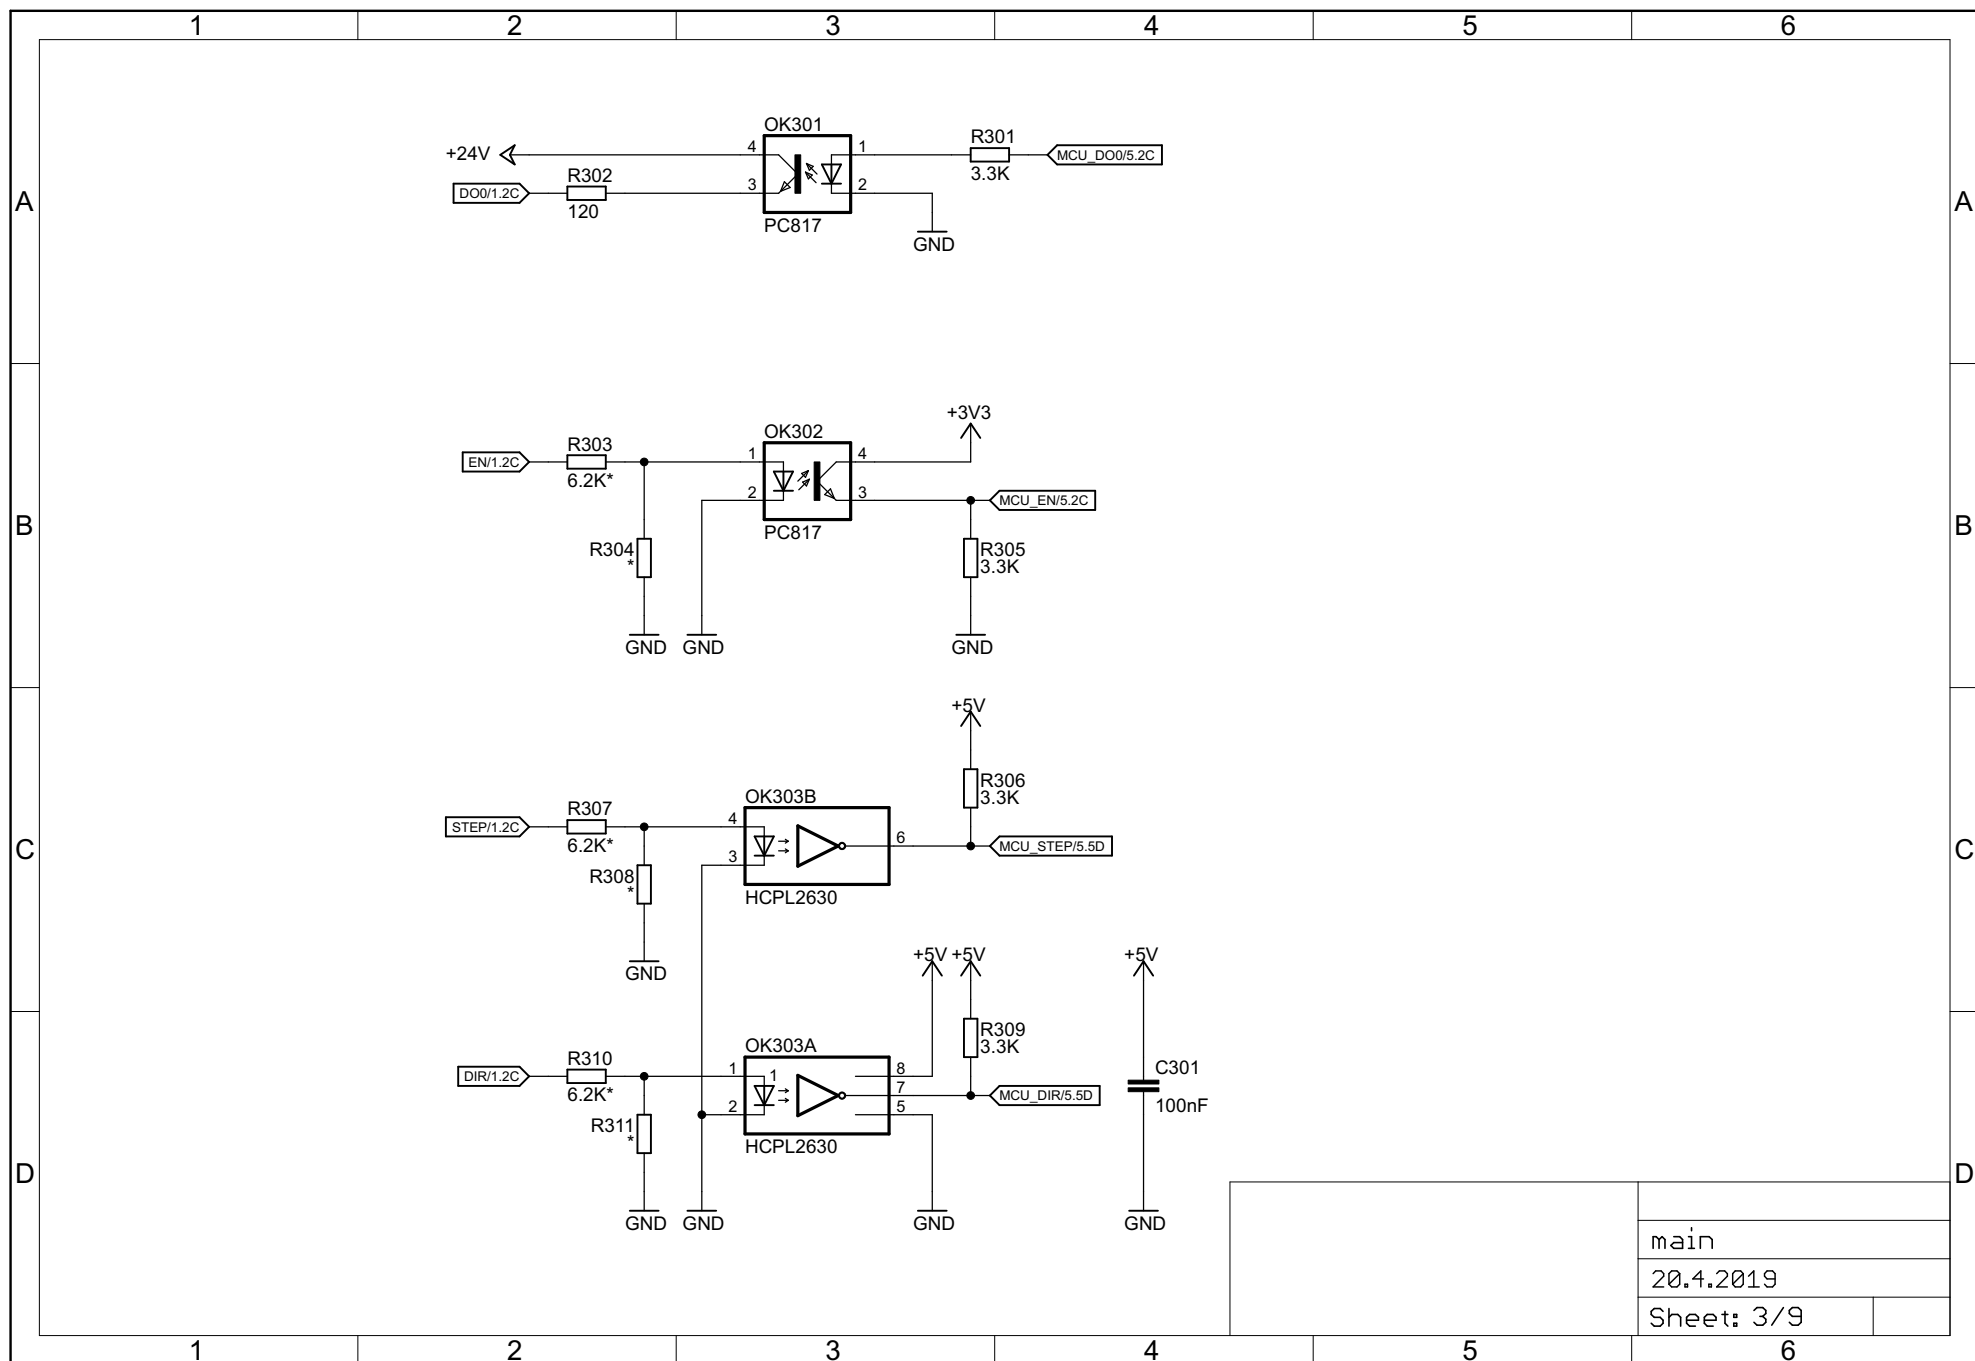 1 2 3 4 5 6
A A
OK301
+24V 4 1 R301 MCU_DO0/5.2C
3.3K
DO0/1.2C R302 3 2
120
PC817
GND
+3V3
B B
OK302
EN/1.2C R303 1 4
6.2K*
2 3 MCU_EN/5.2C
PC817
R304 R305
* 3.3K
GND GND GND
+5V
C C
R306
3.3K
OK303B
STEP/1.2C R307 4
6.2K* 6 MCU_STEP/5.5D
3
R308
*
HCPL2630
GND
+5V +5V +5V
D D
R309
3.3K
OK303A
DIR/1.2C R310 1 1 8
6.2K* 7 MCU_DIR/5.5D
2 5
R311
*
HCPL2630
C301
100nF
GND GND GND GND
main
20.4.2019
Sheet: 3/9
1 2 3 4 5 6